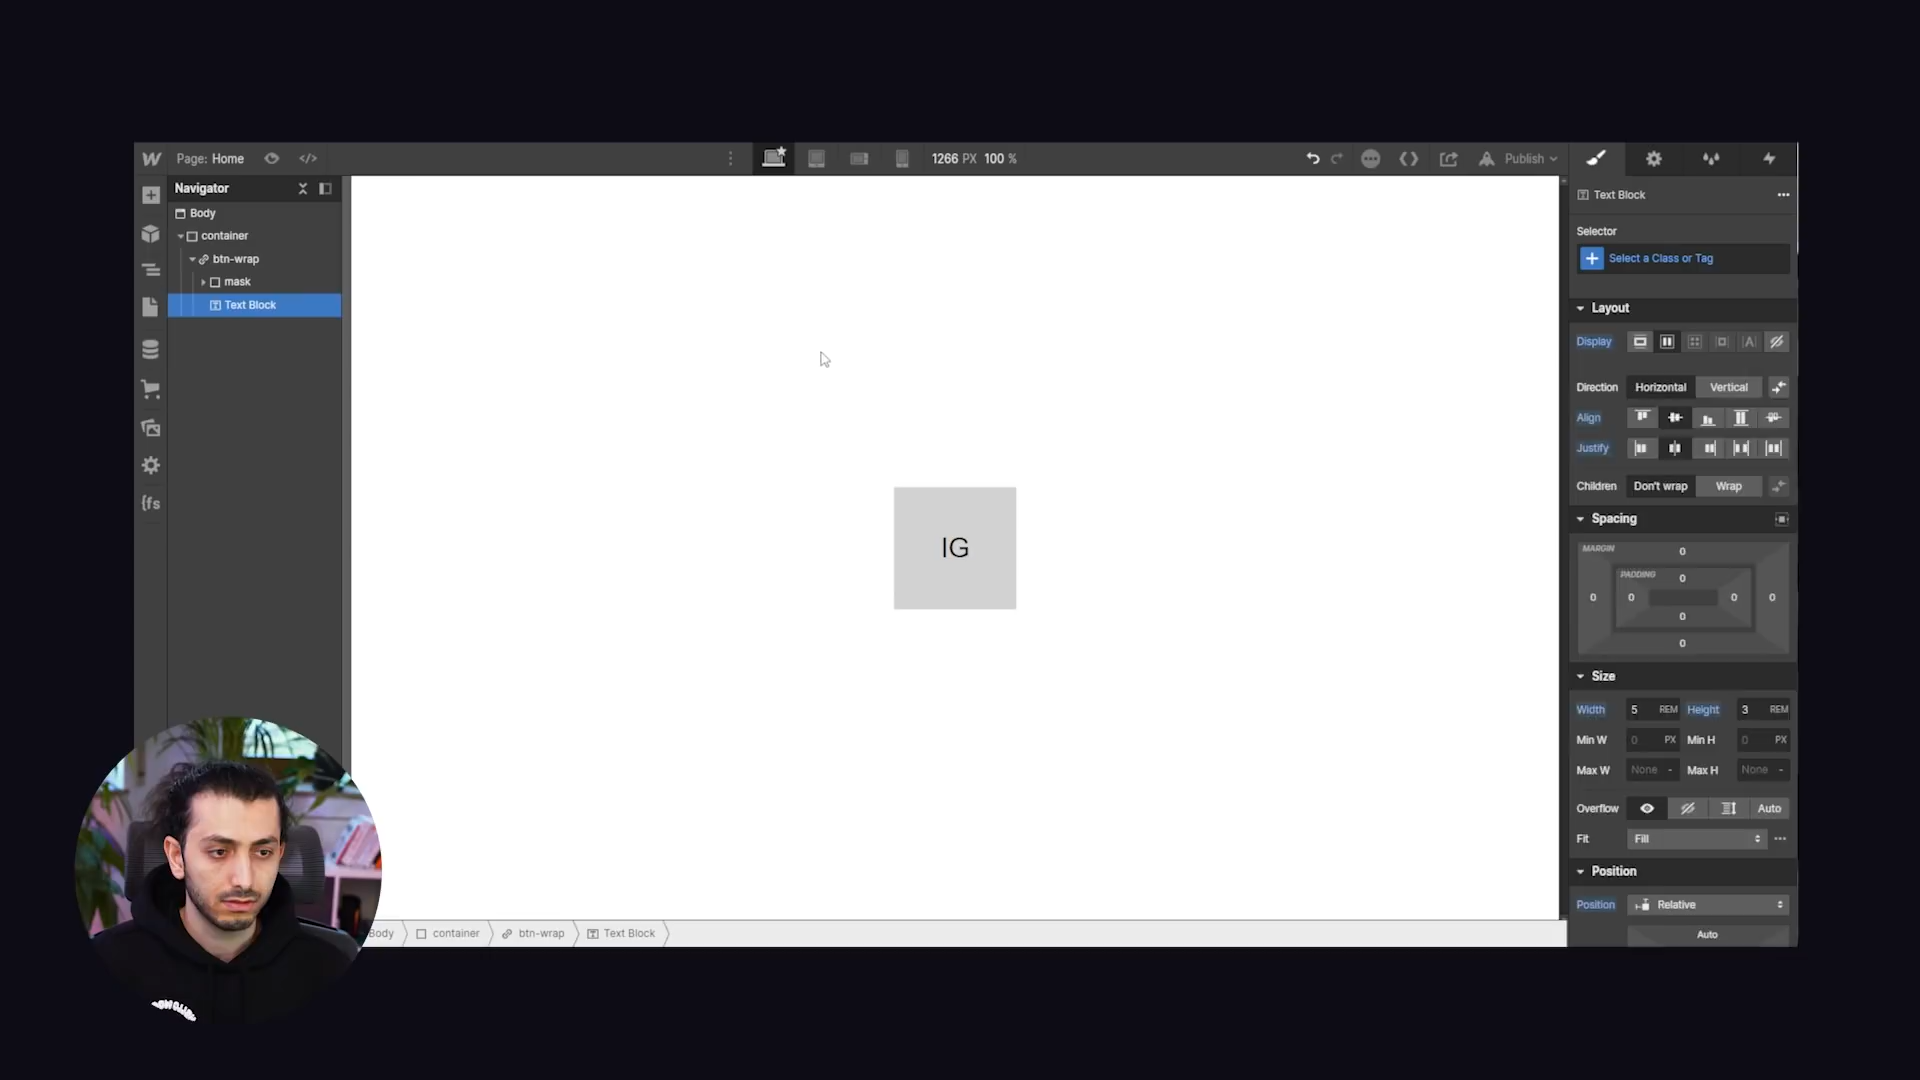 Page: Home
1266 PX 100 %
Publish
Navigator
Body
container
btn-wrap
mask
Text Block
{fs
IG
Body
container
btn-wrap
Text Block
Text Block
Selector
Select a Class or Tag
Layout
Display
Direction Horizontal Vertical
Align
Justify
Children Don't wrap Wrap
Spacing
MARGIN
0
PADDING
0
0 0 0 0
0
0
Size
Width 5 REM Height 3 REM
Min W 0 PX Min H 0 PX
Max W None - Max H None -
Overflow Auto
Fit Fill
Position
Position Relative
Auto